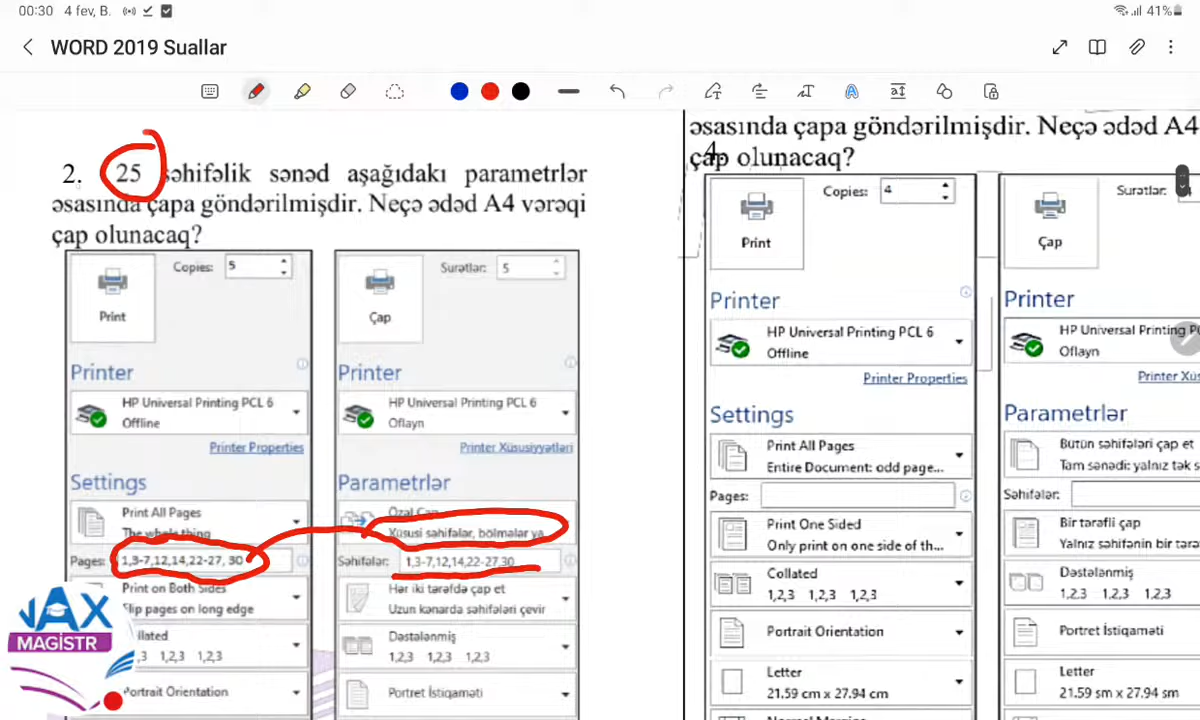 00:30 4 fev, B.
41%
WORD 2019 Suallar
2. 25 səhifəlik sənəd aşağıdakı parametrlər
əsasında çapa göndərilmişdir. Neçə ədəd A4 vərəqi
çap olunacaq?
Print
Copies: 5
Printer
HP Universal Printing PCL 6
Offline
Printer Properties
Settings
Print All Pages
The whole thing
Pages: 1,3-7,12,14,22-27, 30
Print on Both Sides
Flip pages on long edge
1,2,3 1,2,3
Portrait Orientation
Çap
Surətlər: 5
Printer
HP Universal Printing PCL 6
Oflayn
Printer Xüsusiyyətləri
Parametrlər
Özəl Çap
Xüsusi səhifələr, bölmələr və
Səhifələr: 1,3-7,12,14,22-27,30
Hər iki tərəfdə çap et
Uzun kənarda səhifələri çevir
Dəstələnmiş
1,2,3 1,2,3 1,2,3
Portret İstiqaməti
JAX
MAGİSTR
əsasında çapa göndərilmişdir. Neçə ədəd A4
çap olunacaq?
Print
Copies: 4
Printer
HP Universal Printing PCL 6
Offline
Printer Properties
Settings
Print All Pages
Entire Document: odd page...
Pages:
Print One Sided
Only print on one side of th...
Collated
1,2,3 1,2,3 1,2,3
Portrait Orientation
Letter
21.59 cm x 27.94 cm
Çap
Surətlər:
Printer
HP Universal Printing
Oflayn
Printer
Parametrlər
Bütün səhifələri çap et
Tam sənədi: yalnız tək
Səhifələr:
Bir tərəfli çap
Yalnız səhifənin bir
Dəstələnmiş
1,2,3 1,2,3 1,2,3
Portret İstiqaməti
Letter
21.59 sm x 27.94 sm